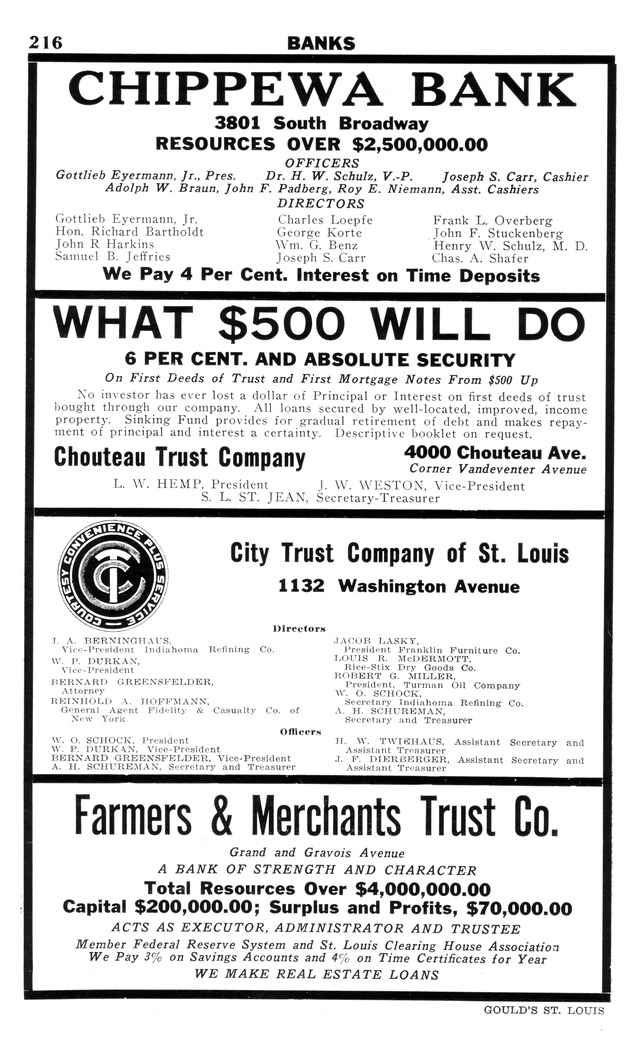 216
BANKS
CHIPPEWA BANK
3801 South Broadway
RESOURCES OVER $2,500,000.00
OFFICERS
Gottlieb Eyermann, Jr., Pres. Dr. H. W. Schulz, V.-P. Joseph S. Carr, Cashier
Adolph W. Braun, John F. Padberg, Roy E. Niemann, Asst. Cashiers
DIRECTORS
Gottlieb Eyermann, Jr. Charles Loepfe Frank L. Overberg
Hon. Richard Bartholdt George Korte John F. Stuckenberg
John R Harkins Wm. G. Benz Henry W. Schulz, M. D.
Samuel B. Jeffries Joseph S. Carr Chas. A. Shafer
We Pay 4 Per Cent. Interest on Time Deposits
WHAT $500 WILL DO
6 PER CENT. AND ABSOLUTE SECURITY
On First Deeds of Trust and First Mortgage Notes From $500 Up
No investor has ever lost a dollar of Principal or Interest on first deeds of trust
bought through our company. All loans secured by well-located, improved, income
property. Sinking Fund provides for gradual retirement of debt and makes repay-
ment of principal and interest a certainty. Descriptive booklet on request.
Chouteau Trust Company
4000 Chouteau Ave.
Corner Vandeventer Avenue
L. W. HEMP, President J. W. WESTON, Vice-President
S. L. ST. JEAN, Secretary-Treasurer
COURTESY CONVENIENCE PLUS SERVICE
CTC
City Trust Company of St. Louis
1132 Washington Avenue
Directors
J. A. BERNINGHAUS,
Vice-President Indiahoma Refining Co.
W. P. DURKAN,
Vice-President
BERNARD GREENSFELDER,
Attorney
REINHOLD A. HOFFMANN,
General Agent Fidelity & Casualty Co. of
New York
JACOB LASKY,
President Franklin Furniture Co.
LOUIS R. McDERMOTT,
Rice-Stix Dry Goods Co.
ROBERT G. MILLER,
President, Turman Oil Company
W. O. SCHOCK,
Secretary Indiahoma Refining Co.
A. H. SCHUREMAN,
Secretary and Treasurer
Officers
W. O. SCHOCK, President
W. P. DURKAN, Vice-President
BERNARD GREENSFELDER, Vice-President
A. H. SCHUREMAN, Secretary and Treasurer
H. W. TWIEHAUS, Assistant Secretary and
Assistant Treasurer
J. F. DIERBERGER, Assistant Secretary and
Assistant Treasurer
Farmers & Merchants Trust Co.
Grand and Gravois Avenue
A BANK OF STRENGTH AND CHARACTER
Total Resources Over $4,000,000.00
Capital $200,000.00; Surplus and Profits, $70,000.00
ACTS AS EXECUTOR, ADMINISTRATOR AND TRUSTEE
Member Federal Reserve System and St. Louis Clearing House Association
We Pay 3% on Savings Accounts and 4% on Time Certificates for Year
WE MAKE REAL ESTATE LOANS
GOULD'S ST. LOUIS